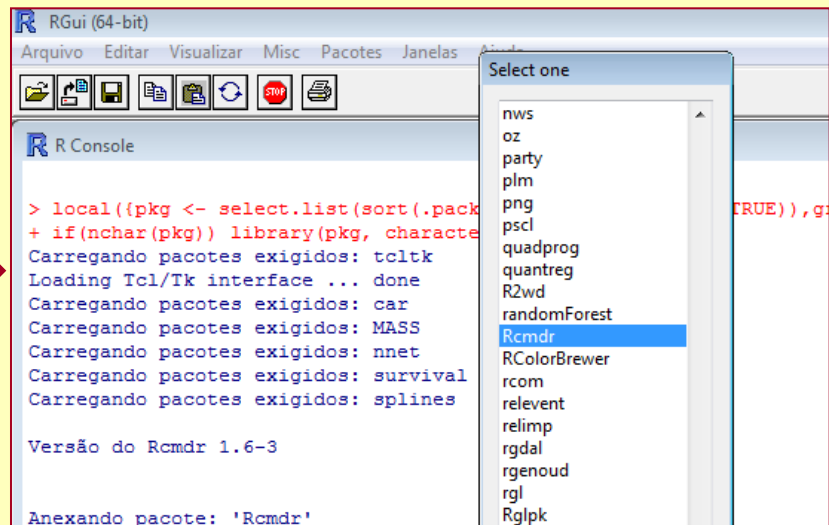 RGui (64-bit)
Arquivo Editar Visualizar Misc Pacotes Janelas
STOP
R Console
> local({pkg <- select.list(sort(.pack
TRUE)),gr
+ if(nchar(pkg)) library(pkg, characte
Carregando pacotes exigidos: tcltk
Loading Tcl/Tk interface ... done
Carregando pacotes exigidos: car
Carregando pacotes exigidos: MASS
Carregando pacotes exigidos: nnet
Carregando pacotes exigidos: survival
Carregando pacotes exigidos: splines
Versão do Rcmdr 1.6-3
Anexando pacote: 'Rcmdr'
Select one
nws
oz
party
plm
png
pscl
quadprog
quantreg
R2wd
randomForest
Rcmdr
RColorBrewer
rcom
relevent
relimp
rgdal
rgenoud
rgl
Rglpk